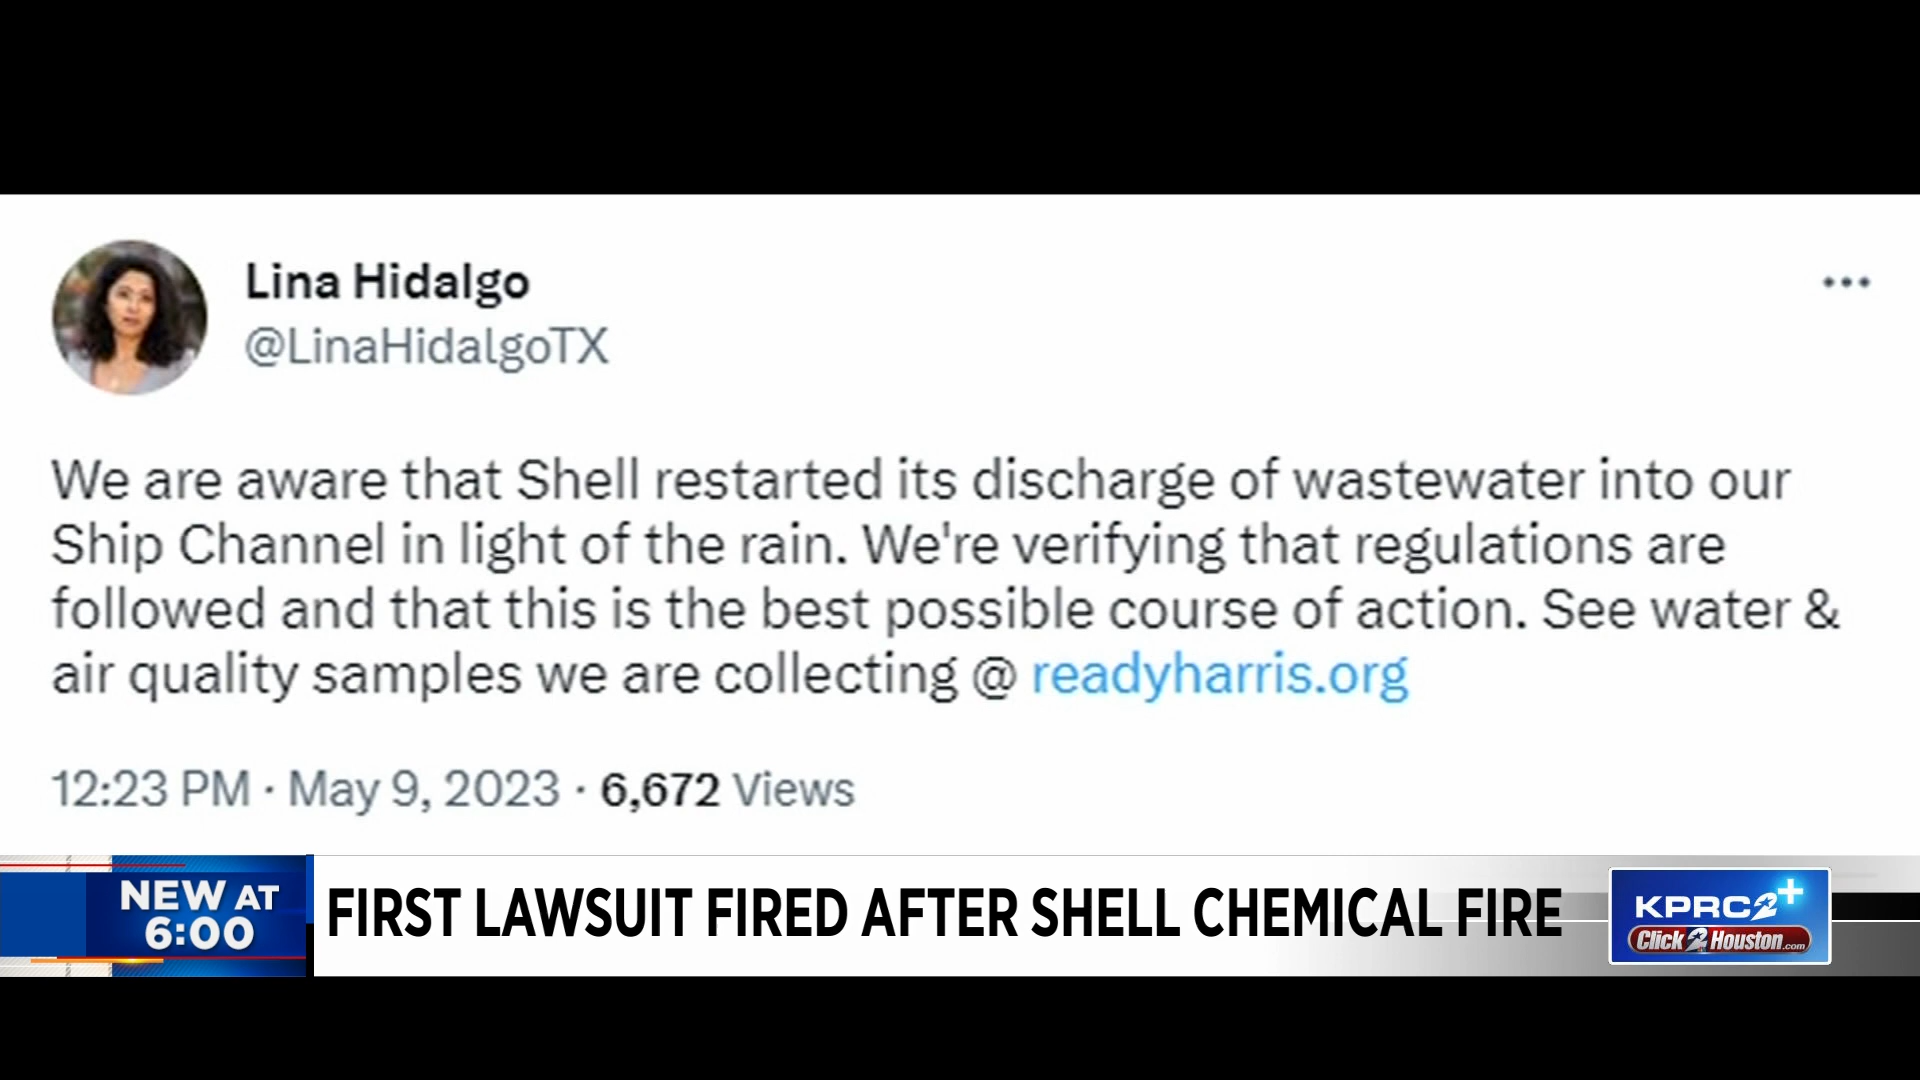 Lina Hidalgo
@LinaHidalgoTX
We are aware that Shell restarted its discharge of wastewater into our
Ship Channel in light of the rain. We're verifying that regulations are
followed and that this is the best possible course of action. See water &
air quality samples we are collecting @ readyharris.org
12:23 PM · May 9, 2023 · 6,672 Views
NEW AT
6:00
FIRST LAWSUIT FIRED AFTER SHELL CHEMICAL FIRE
KPRC2+
Click2Houston.com